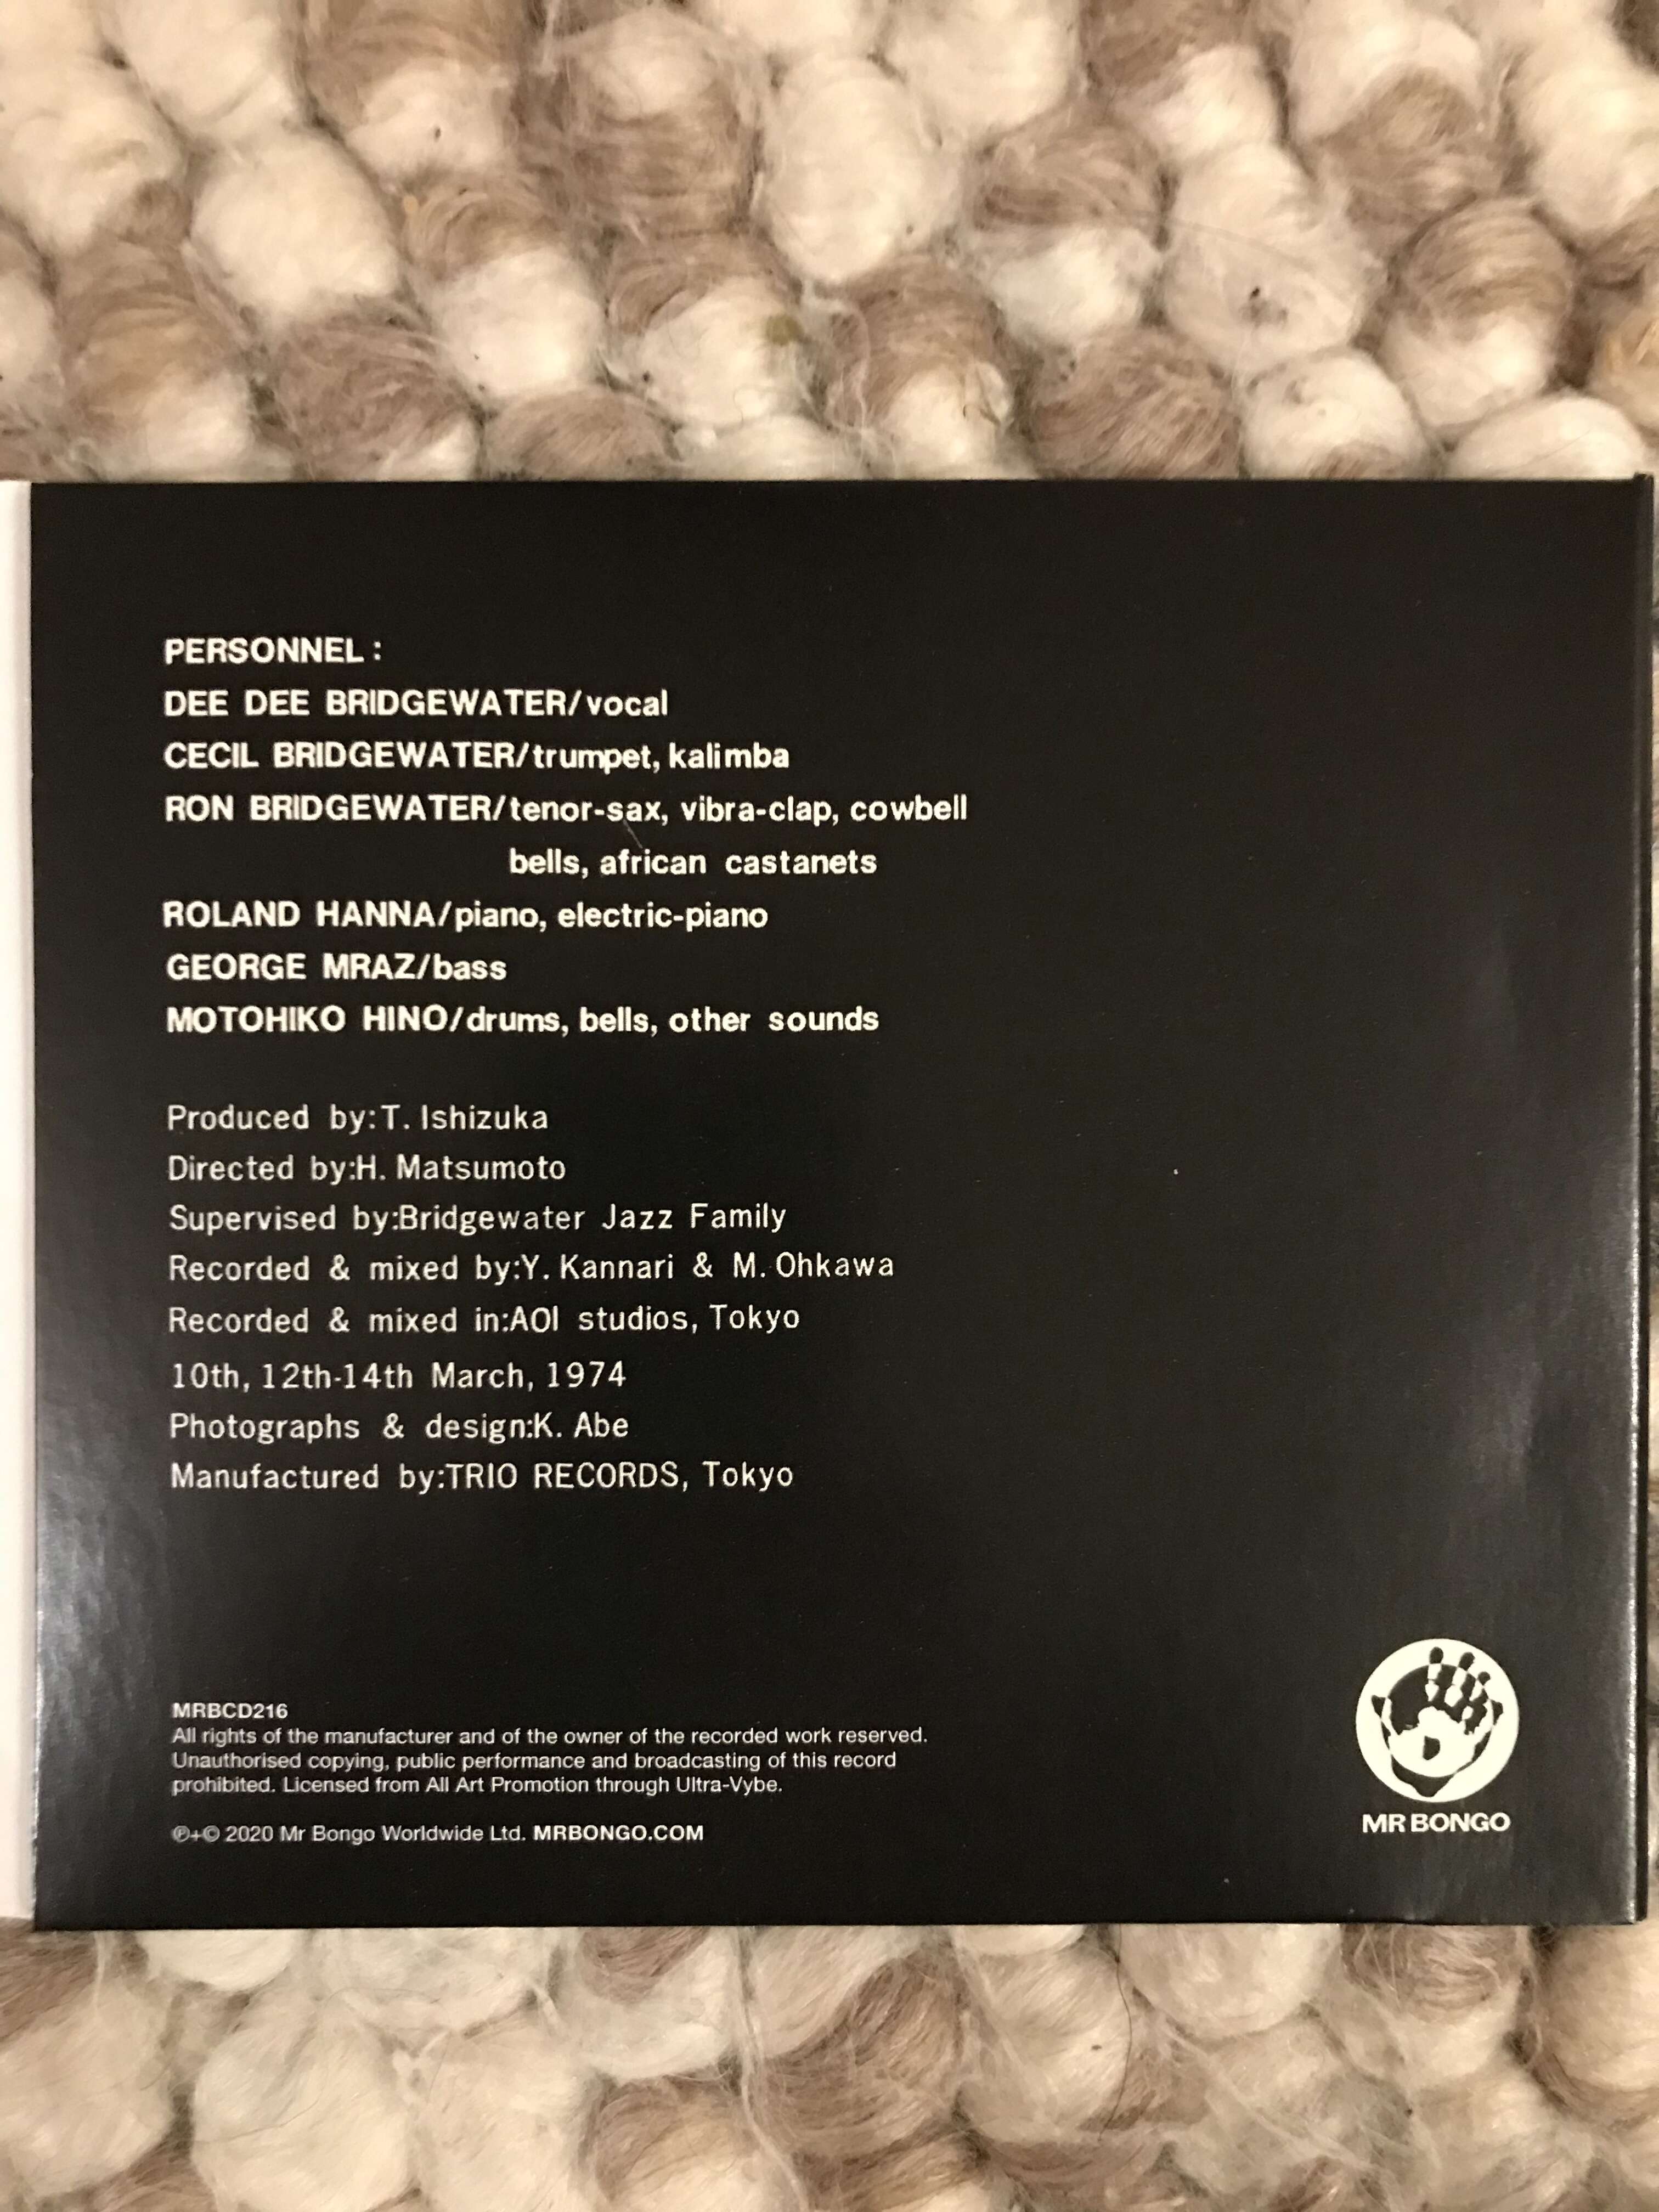 PERSONNEL :
DEE DEE BRIDGEWATER/vocal
CECIL BRIDGEWATER/trumpet, kalimba
RON BRIDGEWATER/tenor-sax, vibra-clap, cowbell
bells, african castanets
ROLAND HANNA/piano, electric-piano
GEORGE MRAZ/bass
MOTOHIKO HINO/drums, bells, other sounds
Produced by:T. Ishizuka
Directed by:H. Matsumoto
Supervised by:Bridgewater Jazz Family
Recorded & mixed by:Y. Kannari & M. Ohkawa
Recorded & mixed in:AOI studios, Tokyo
10th, 12th-14th March, 1974
Photographs & design:K. Abe
Manufactured by:TRIO RECORDS, Tokyo
MRBCD216
All rights of the manufacturer and of the owner of the recorded work reserved.
Unauthorised copying, public performance and broadcasting of this record
prohibited. Licensed from All Art Promotion through Ultra-Vybe.
℗+© 2020 Mr Bongo Worldwide Ltd. MRBONGO.COM
MR BONGO